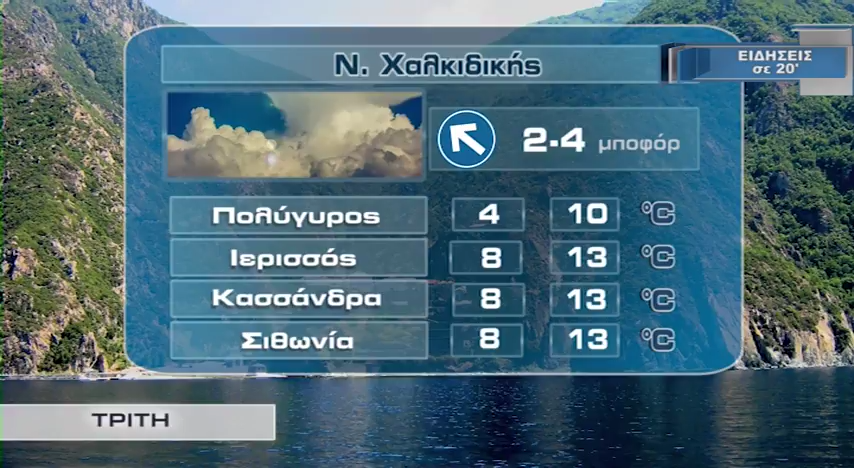 Ν. Χαλκιδικής
ΕΙΔΗΣΕΙΣ
σε 20'
2-4 μποφόρ
Πολύγυρος 4 10 °C
Ιερισσός 8 13 °C
Κασσάνδρα 8 13 °C
Σιθωνία 8 13 °C
ΤΡΙΤΗ